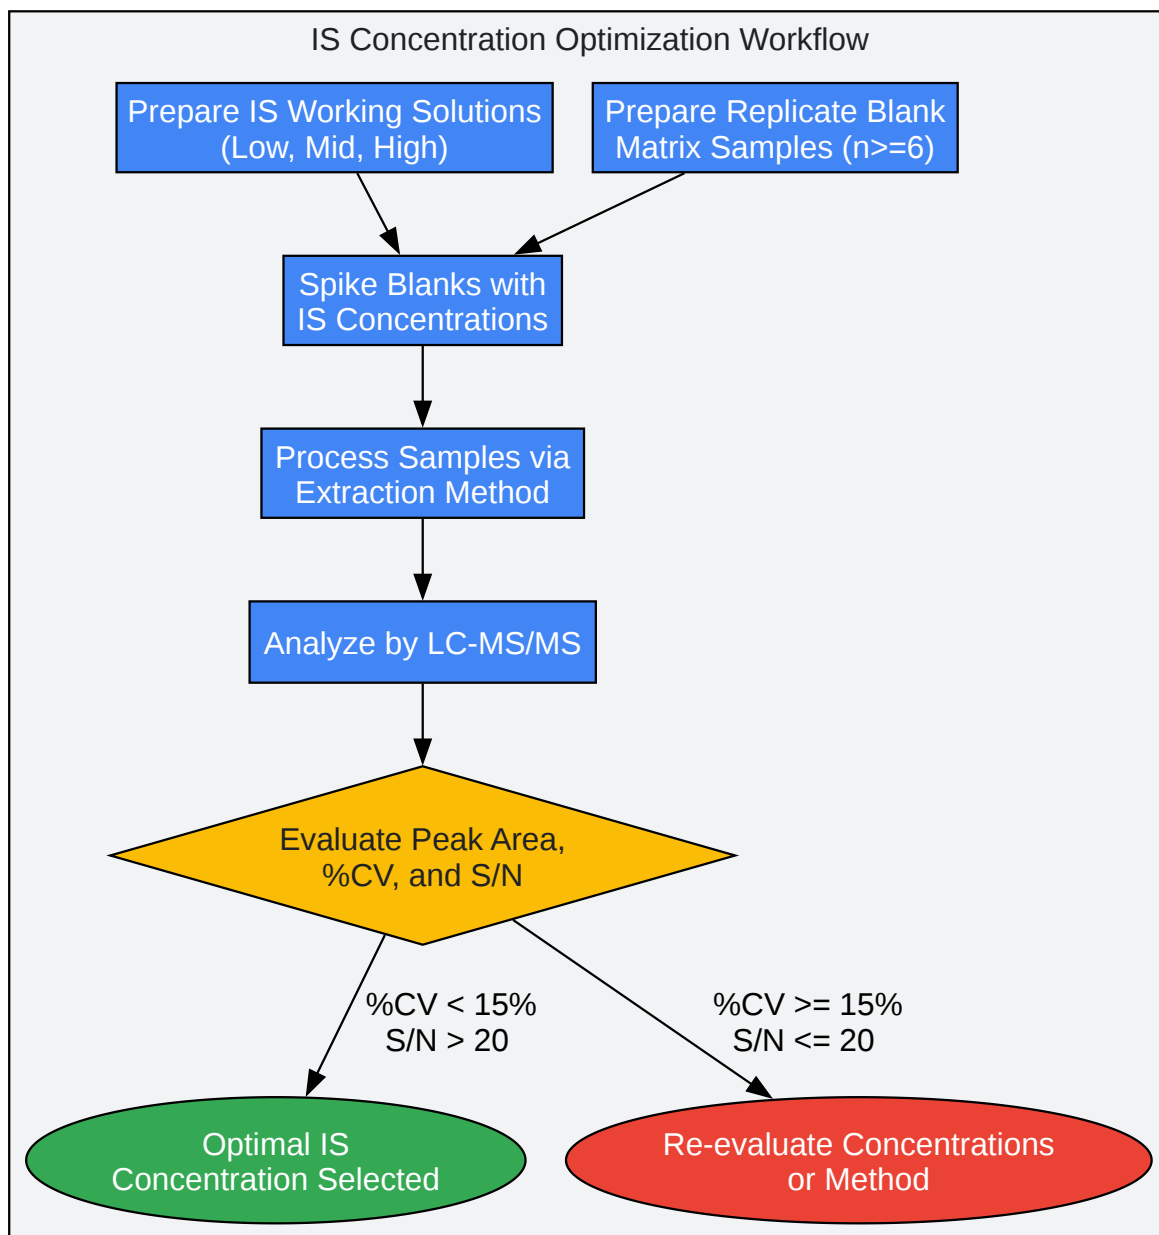 IS Concentration Optimization Workflow
Prepare IS Working Solutions
(Low, Mid, High)
Prepare Replicate Blank
Matrix Samples (n>=6)
Spike Blanks with
IS Concentrations
Process Samples via
Extraction Method
Analyze by LC-MS/MS
Evaluate Peak Area,
%CV, and S/N
%CV < 15%
S/N > 20
%CV >= 15%
S/N <= 20
Optimal IS
Concentration Selected
Re-evaluate Concentrations
or Method